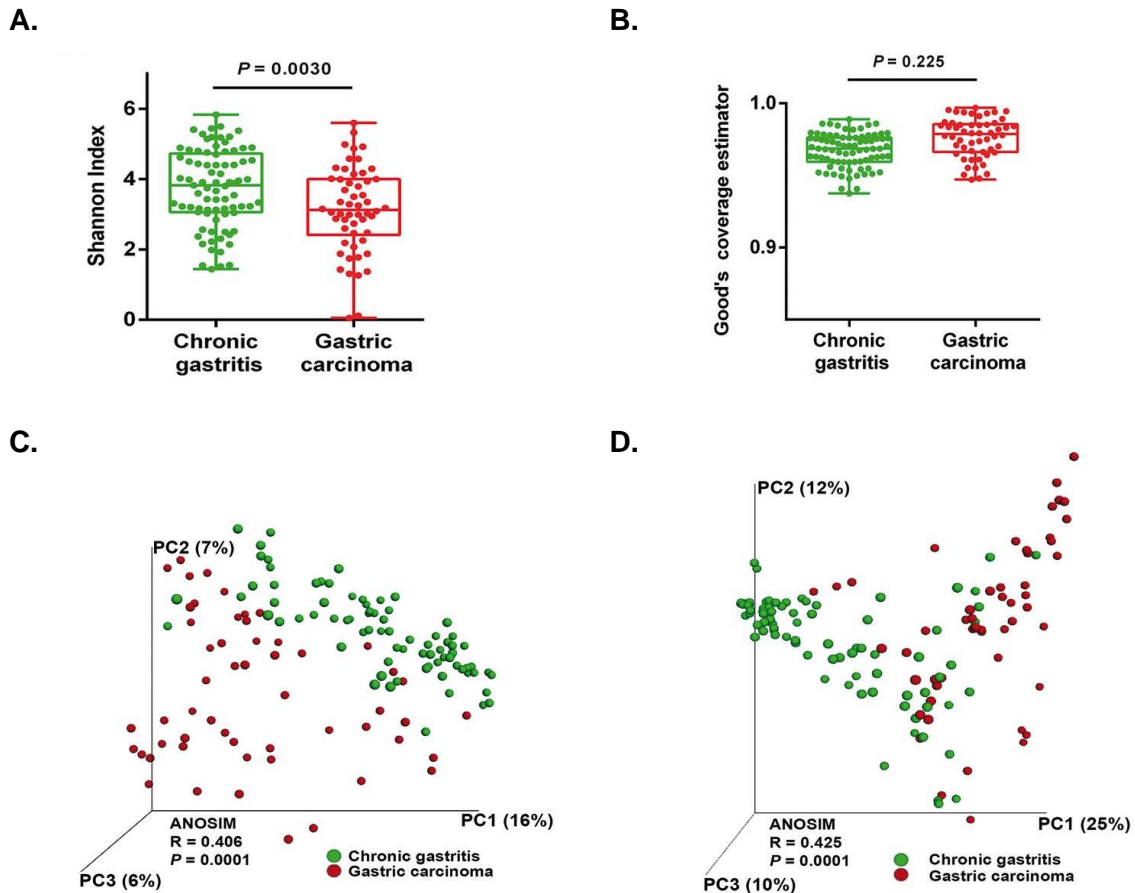 A.
P = 0.0030
Shannon Index
6
4
2
0
Chronic
gastritis
Gastric
carcinoma
B.
P = 0.225
Good's coverage estimator
1.0
0.9
Chronic
gastritis
Gastric
carcinoma
C.
PC2 (7%)
PC1 (16%)
PC3 (6%)
ANOSIM
R = 0.406
P = 0.0001
Chronic gastritis
Gastric carcinoma
D.
PC2 (12%)
PC1 (25%)
PC3 (10%)
ANOSIM
R = 0.425
P = 0.0001
Chronic gastritis
Gastric carcinoma